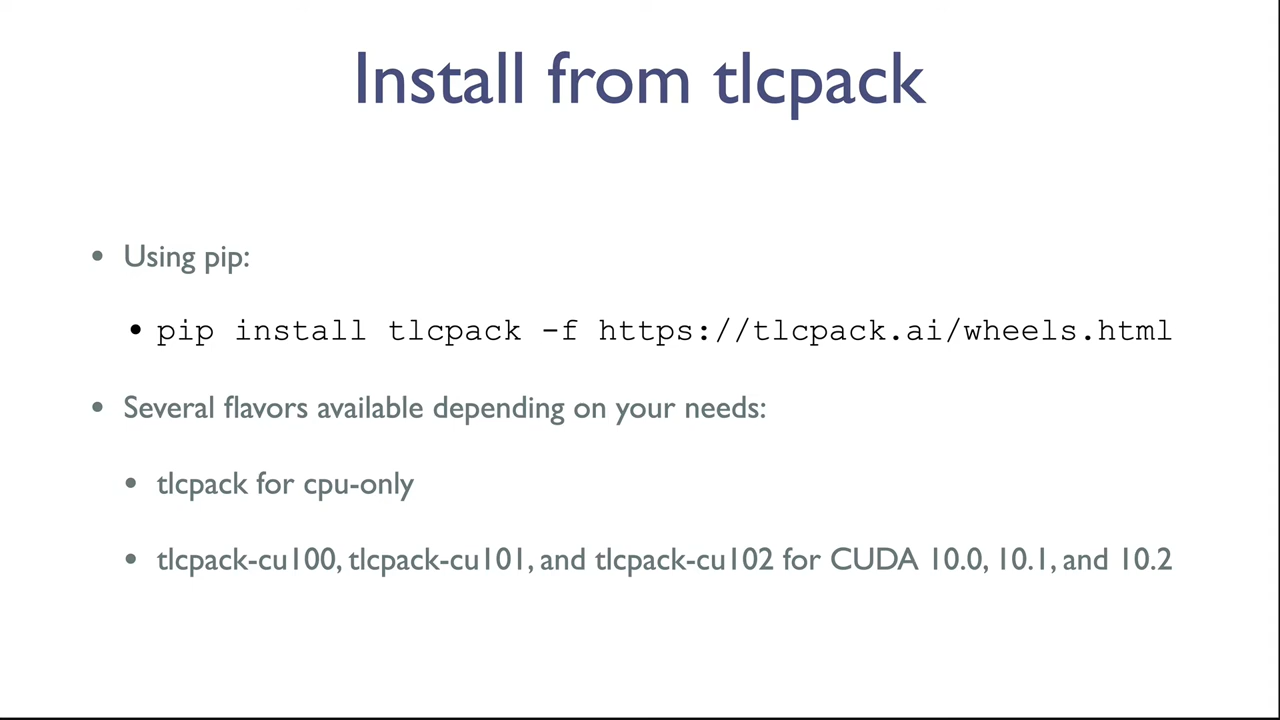 Install from tlcpack
• Using pip:
• pip install tlcpack -f https://tlcpack.ai/wheels.html
• Several flavors available depending on your needs:
• tlcpack for cpu-only
• tlcpack-cu100, tlcpack-cu101, and tlcpack-cu102 for CUDA 10.0, 10.1, and 10.2